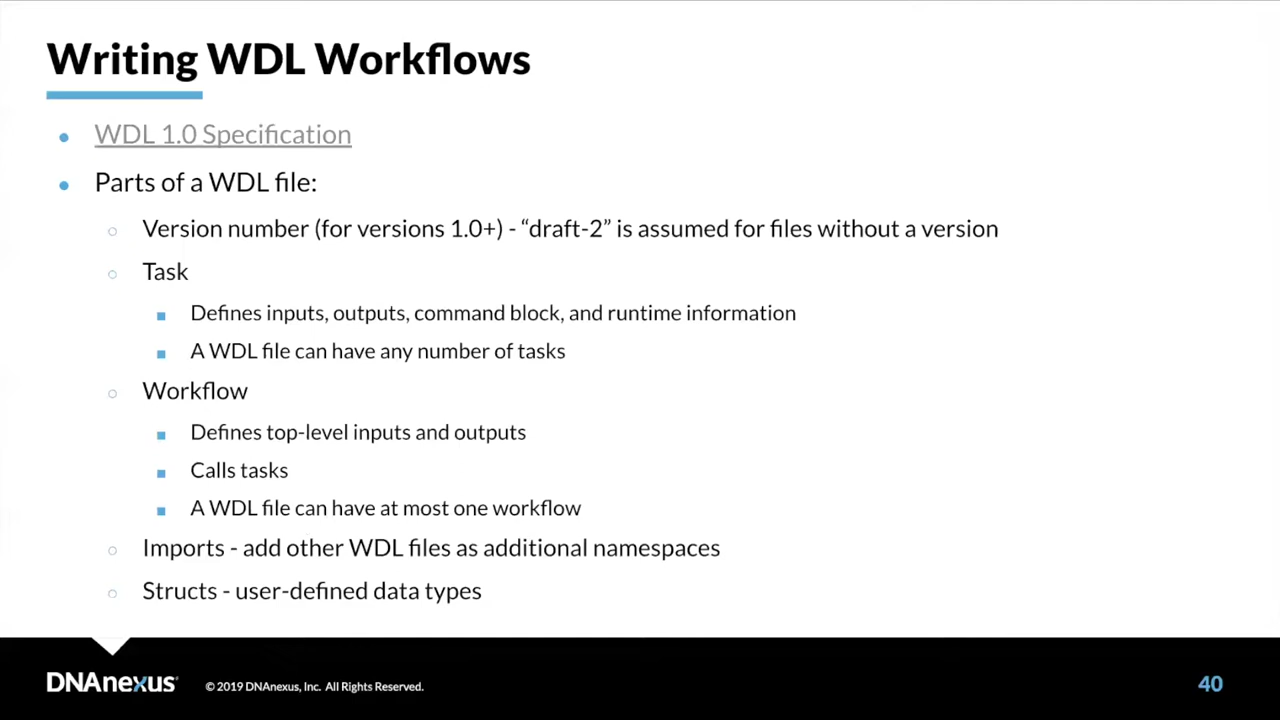 Writing WDL Workflows
WDL 1.0 Specification
Parts of a WDL file:
Version number (for versions 1.0+) - “draft-2” is assumed for files without a version
Task
Defines inputs, outputs, command block, and runtime information
A WDL file can have any number of tasks
Workflow
Defines top-level inputs and outputs
Calls tasks
A WDL file can have at most one workflow
Imports - add other WDL files as additional namespaces
Structs - user-defined data types
DNAnexus © 2019 DNAnexus, Inc. All Rights Reserved. 40